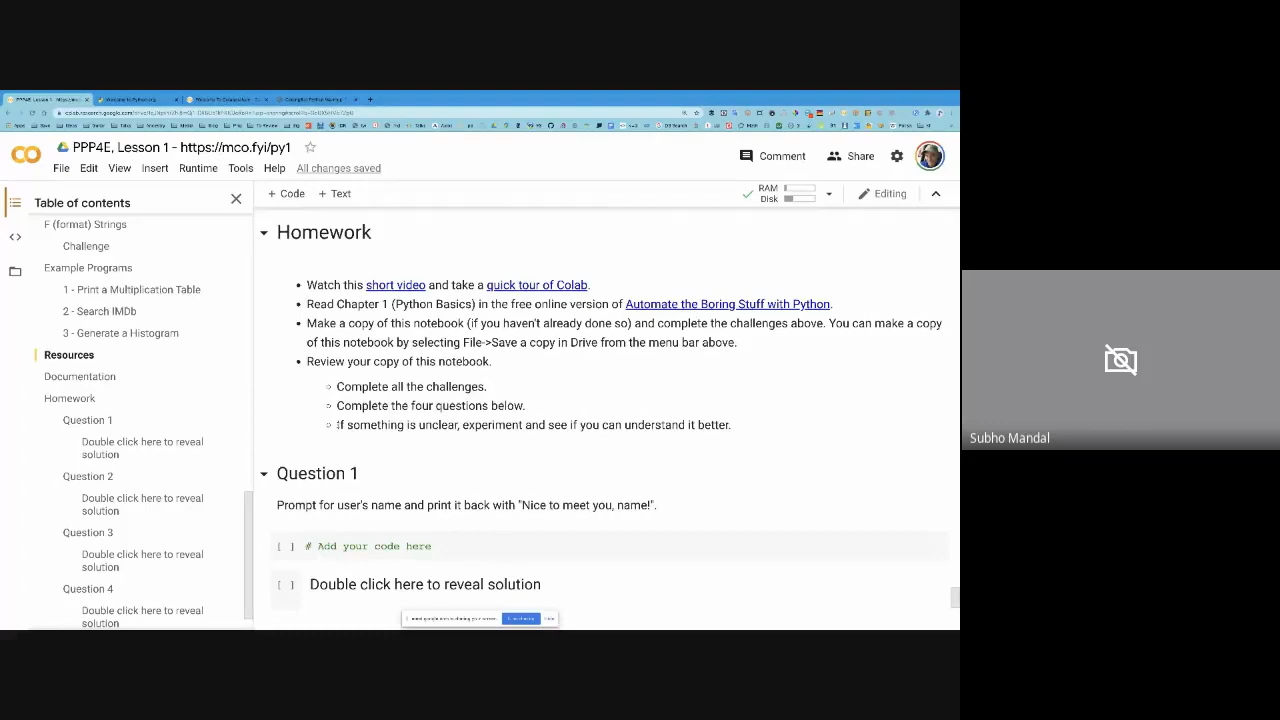 PPP4E, Lesson 1 - https://mco.fyi/py1
File Edit View Insert Runtime Tools Help All changes saved
Comment Share
+ Code + Text
RAM
Disk
Editing
Table of contents
F (format) Strings
Challenge
Example Programs
1 - Print a Multiplication Table
2 - Search IMDb
3 - Generate a Histogram
Resources
Documentation
Homework
Question 1
Double click here to reveal
solution
Question 2
Double click here to reveal
solution
Question 3
Double click here to reveal
solution
Question 4
Double click here to reveal
solution
Homework
• Watch this short video and take a quick tour of Colab.
• Read Chapter 1 (Python Basics) in the free online version of Automate the Boring Stuff with Python.
• Make a copy of this notebook (if you haven't already done so) and complete the challenges above. You can make a copy
of this notebook by selecting File->Save a copy in Drive from the menu bar above.
• Review your copy of this notebook.
◦ Complete all the challenges.
◦ Complete the four questions below.
◦ If something is unclear, experiment and see if you can understand it better.
Question 1
Prompt for user's name and print it back with "Nice to meet you, name!".
[ ] # Add your code here
[ ] Double click here to reveal solution
Subho Mandal